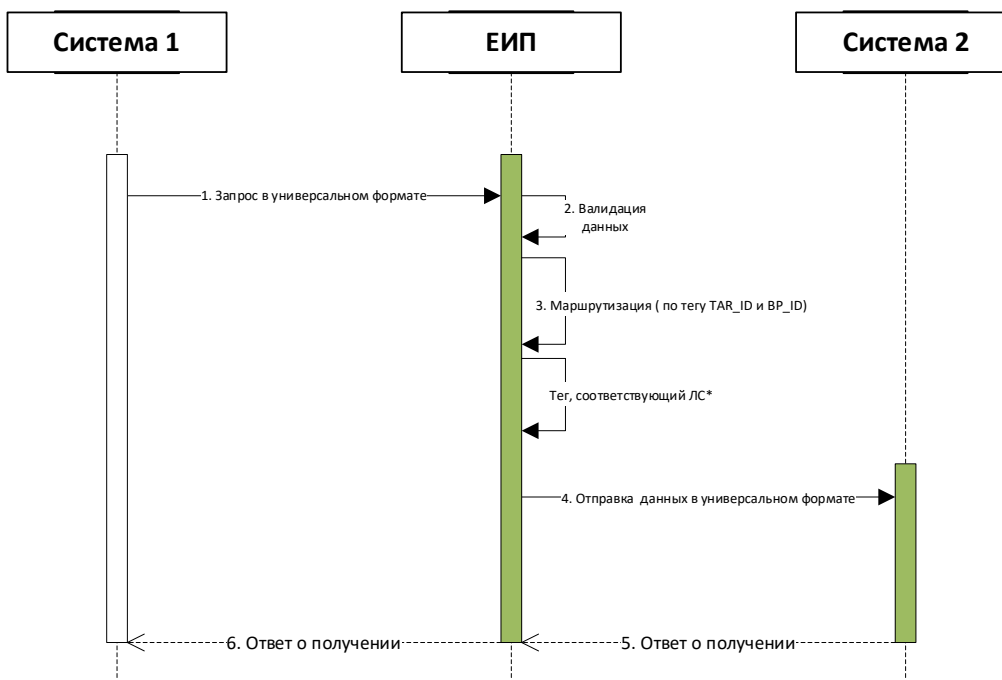 Система 1
ЕИП
Система 2
1. Запрос в универсальном формате
2. Валидация
данных
3. Маршрутизация ( по тегу TAR_ID и BP_ID)
Тег, соответствующий ЛС*
4. Отправка данных в универсальном формате
6. Ответ о получении
5. Ответ о получении